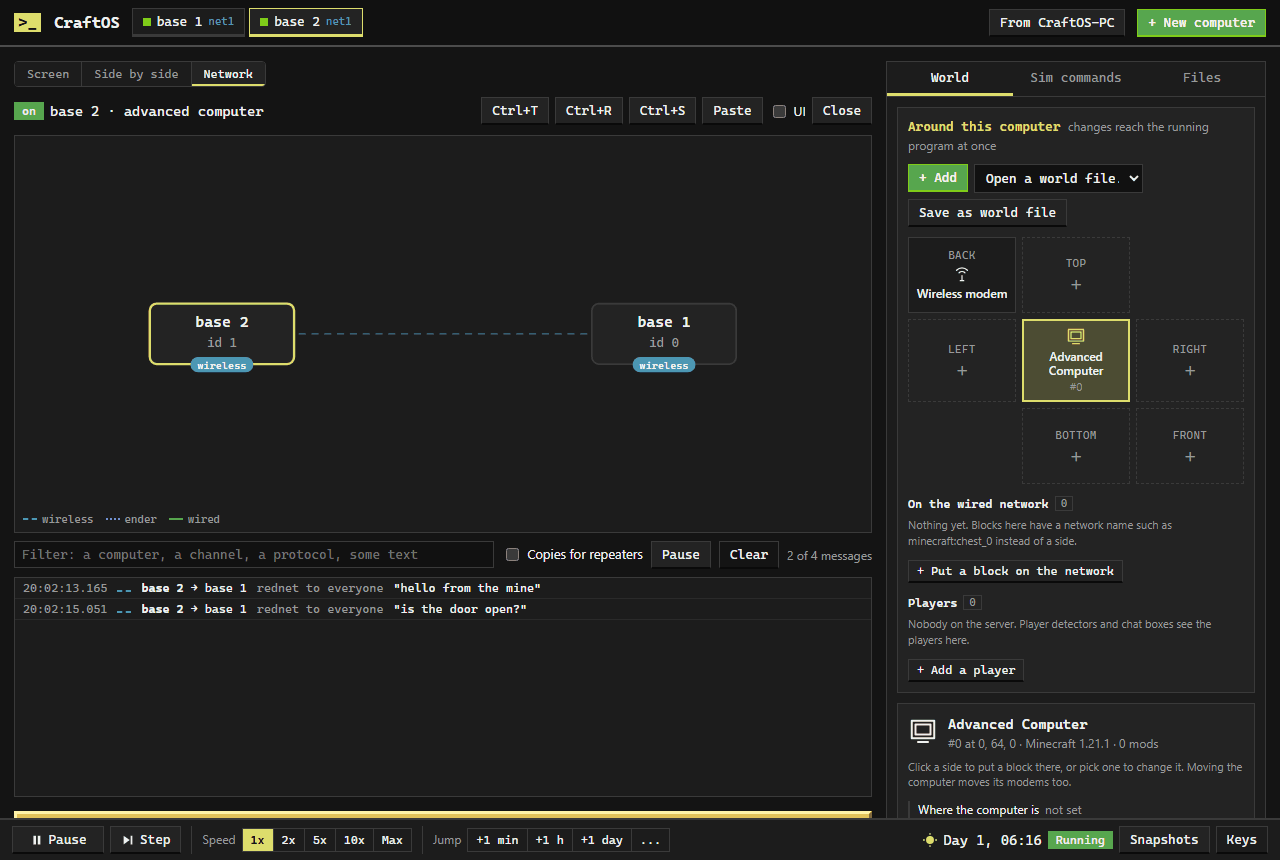 >_ CraftOS base 1 net1 base 2 net1 From CraftOS-PC + New computer
Screen Side by side Network
on base 2 · advanced computer Ctrl+T Ctrl+R Ctrl+S Paste UI Close
base 2
id 1
wireless
base 1
id 0
wireless
wireless ender wired
Filter: a computer, a channel, a protocol, some text Copies for repeaters Pause Clear 2 of 4 messages
20:02:13.165 base 2 → base 1 rednet to everyone "hello from the mine"
20:02:15.051 base 2 → base 1 rednet to everyone "is the door open?"
World Sim commands Files
Around this computer changes reach the running
program at once
+ Add Open a world file.
Save as world file
BACK
Wireless modem
TOP
+
LEFT
+
Advanced
Computer
#0
RIGHT
+
BOTTOM
+
FRONT
+
On the wired network 0
Nothing yet. Blocks here have a network name such as
minecraft:chest_0 instead of a side.
+ Put a block on the network
Players 0
Nobody on the server. Player detectors and chat boxes see the
players here.
+ Add a player
Advanced Computer
#0 at 0, 64, 0 · Minecraft 1.21.1 · 0 mods
Click a side to put a block there, or pick one to change it. Moving the
computer moves its modems too.
Where the computer is not set
Pause Step Speed 1x 2x 5x 10x Max Jump +1 min +1 h +1 day ... Day 1, 06:16 Running Snapshots Keys